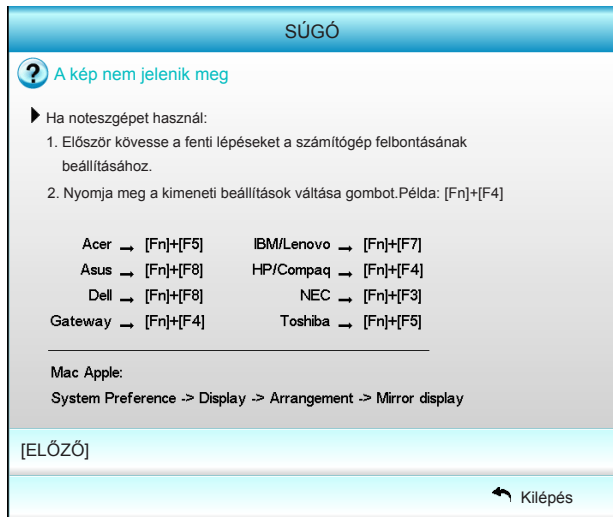 SÚGÓ
A kép nem jelenik meg
Ha noteszgépet használ:
1. Először kövesse a fenti lépéseket a számítógép felbontásának
beállításához.
2. Nyomja meg a kimeneti beállítások váltása gombot.Példa: [Fn]+[F4]
Acer → [Fn]+[F5] IBM/Lenovo → [Fn]+[F7]
Asus → [Fn]+[F8] HP/Compaq → [Fn]+[F4]
Dell → [Fn]+[F8] NEC → [Fn]+[F3]
Gateway → [Fn]+[F4] Toshiba → [Fn]+[F5]
Mac Apple:
System Preference -> Display -> Arrangement -> Mirror display
[ELŐZŐ]
Kilépés